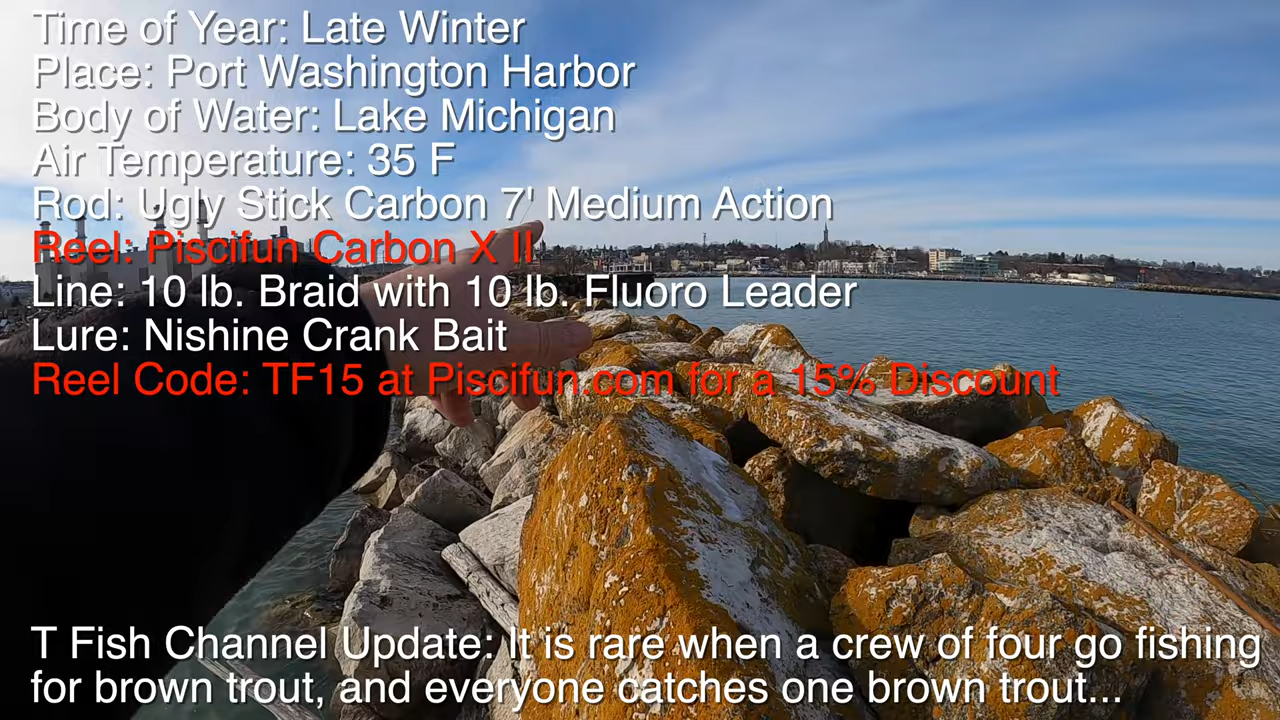 Time of Year: Late Winter
Place: Port Washington Harbor
Body of Water: Lake Michigan
Air Temperature: 35 F
Rod: Ugly Stick Carbon 7' Medium Action
Reel: Piscifun Carbon X II
Line: 10 lb. Braid with 10 lb. Fluoro Leader
Lure: Nishine Crank Bait
Reel Code: TF15 at Piscifun.com for a 15% Discount
T Fish Channel Update: It is rare when a crew of four go fishing
for brown trout, and everyone catches one brown trout...